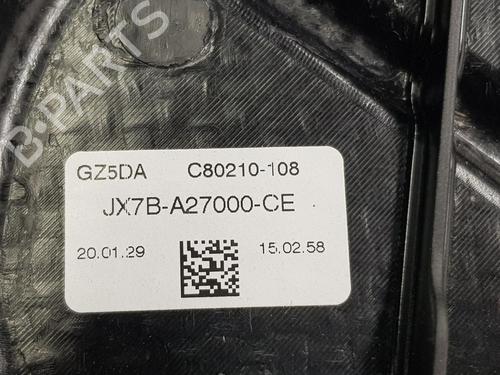 B-PARTS
GZ5DA C80210-108
JX7B-A27000-CE
20.01.29 15.02.58